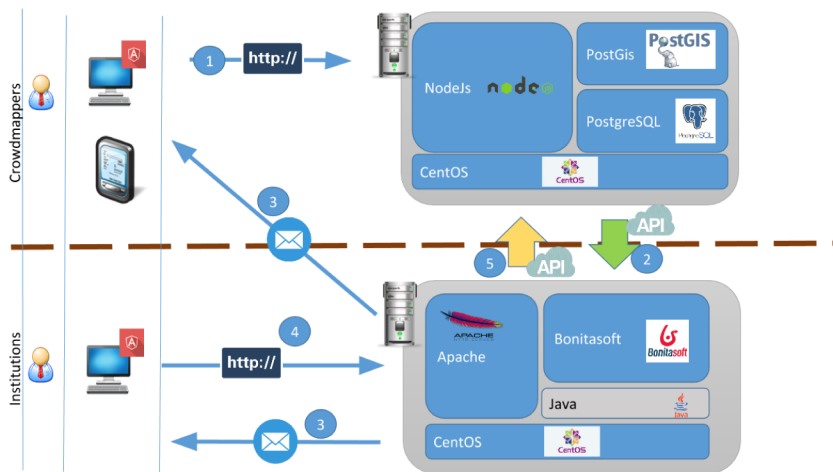 Crowdmappers
1
http://
NodeJs
node
PostGis
PostGIS
PostgreSQL
PostgreSQL
CentOS
CentOS
3
API
5
API
2
Institutions
4
http://
APACHE
Apache
Bonitasoft
Bonitasoft
Java
Java
3
CentOS
CentOS